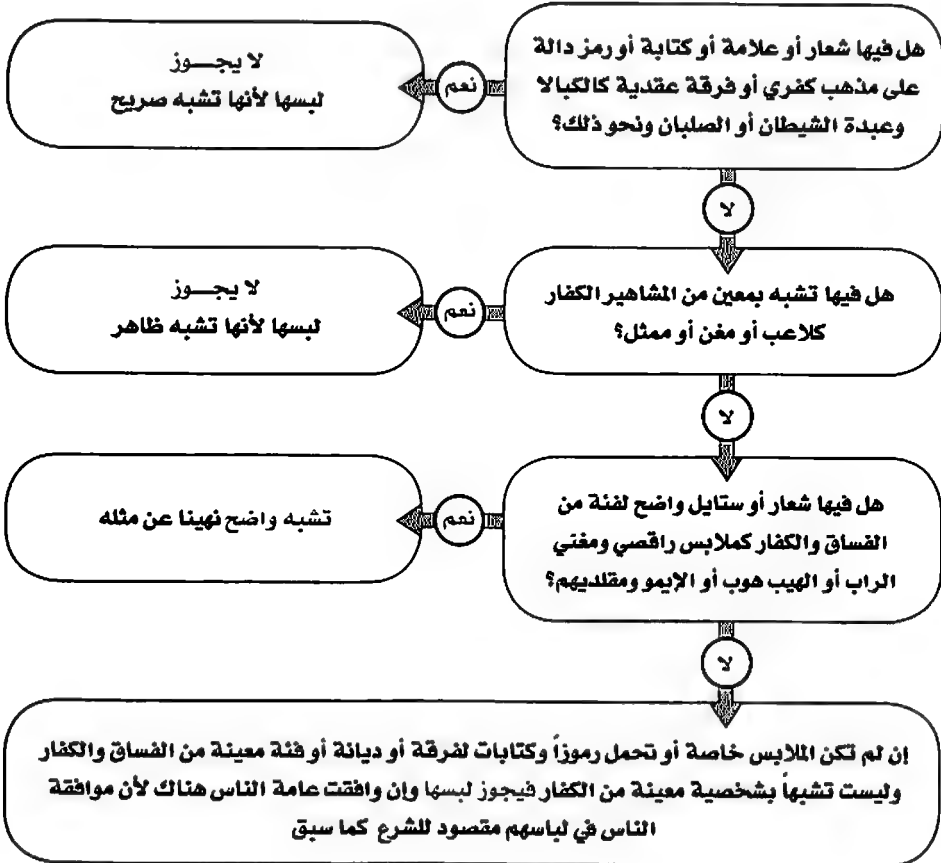 هل فيها شعار أو علامة أو كتابة أو رمز دالة
على مذهب كفري أو فرقة عقدية كالكبالا
وعبدة الشيطان أو الصلبان ونحو ذلك؟
نعم
لا يجـــوز
لبسها لأنها تشبه صريح
لا
هل فيها تشبه بمعين من المشاهير الكفار
كلاعب أو مغن أو ممثل؟
نعم
لا يجـــوز
لبسها لأنها تشبه ظاهر
لا
هل فيها شعار أو ستايل واضح لفئة من
الفساق والكفار كملابس راقصي ومغني
الراب أو الهيب هوب أو الإيمو ومقلديهم؟
نعم
تشبه واضح نهينا عن مثله
لا
إن لم تكن الملابس خاصة أو تحمل رموزاً وكتابات لفرقة أو ديانة أو فئة معينة من الفساق والكفار
وليست تشبهاً بشخصية معينة من الكفار فيجوز لبسها وإن وافقت عامة الناس هناك لأن موافقة
الناس في لباسهم مقصود للشرع كما سبق